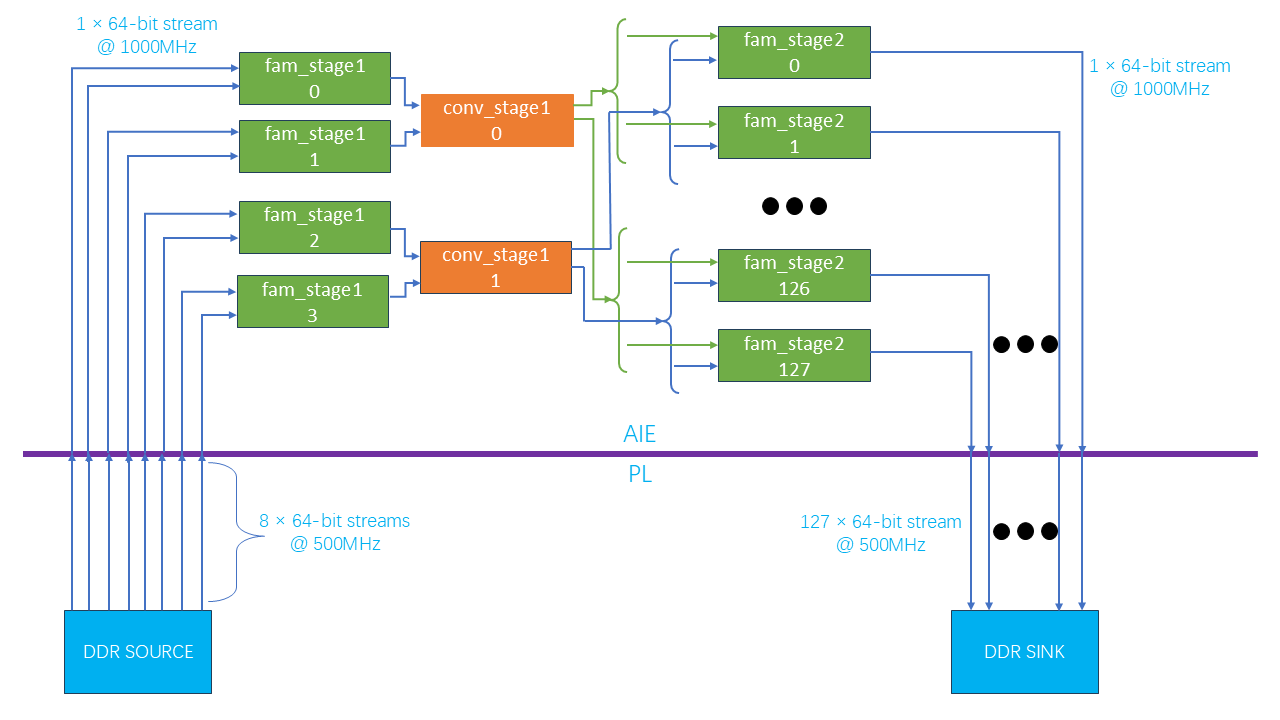 1 × 64-bit stream
@ 1000MHz
fam_stage1
0
fam_stage1
1
fam_stage1
2
fam_stage1
3
conv_stage1
0
conv_stage1
1
fam_stage2
0
fam_stage2
1
fam_stage2
126
fam_stage2
127
1 × 64-bit stream
@ 1000MHz
AIE
PL
8 × 64-bit streams
@ 500MHz
127 × 64-bit stream
@ 500MHz
DDR SOURCE
DDR SINK